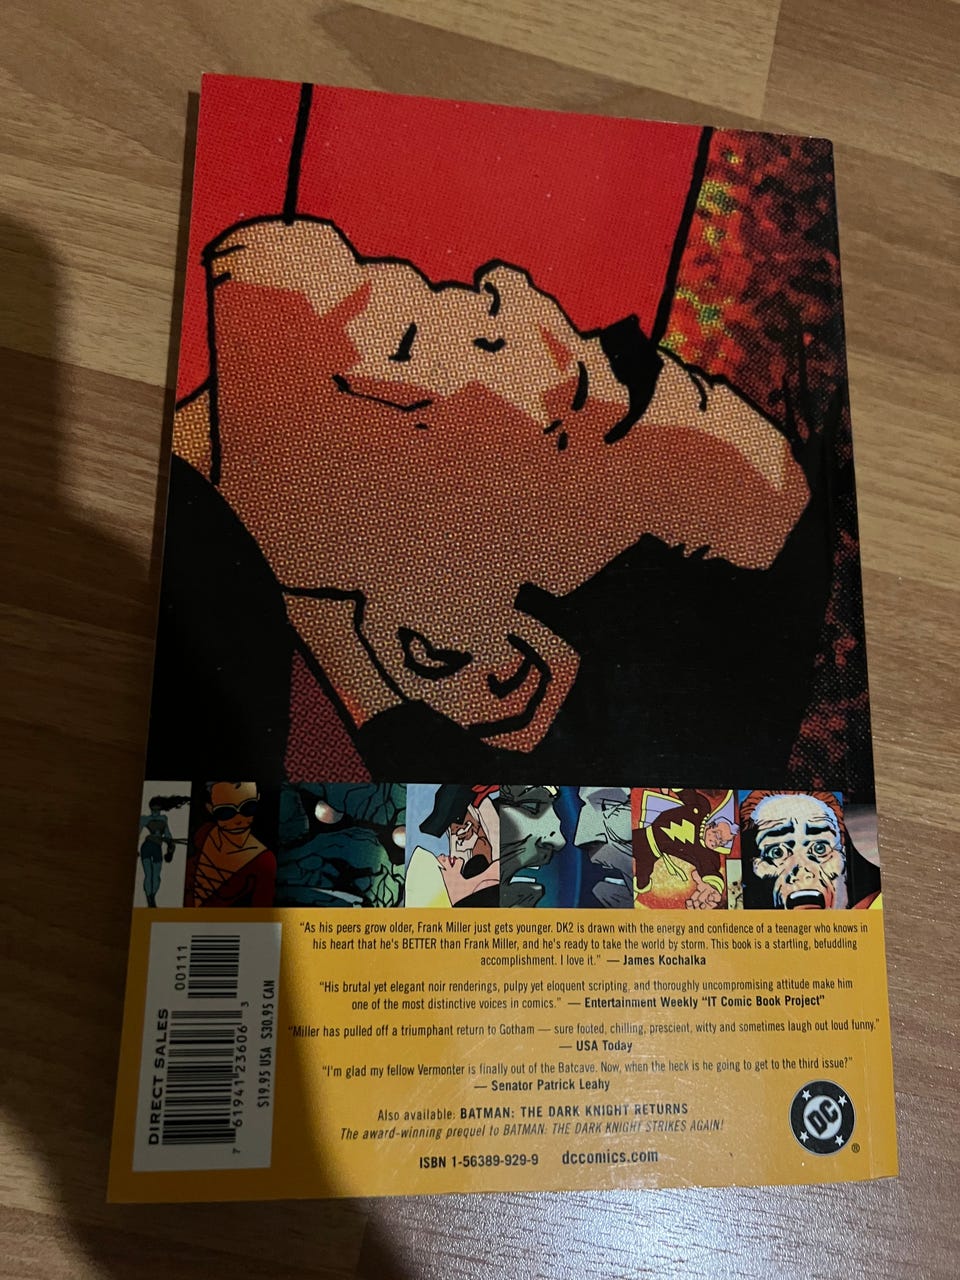 “As his peers grow older, Frank Miller just gets younger. DK2 is drawn with the energy and confidence of a teenager who knows in
his heart that he's BETTER than Frank Miller, and he's ready to take the world by storm. This book is a startling, befuddling
accomplishment. I love it.” — James Kochalka
“His brutal yet elegant noir renderings, pulpy yet eloquent scripting, and thoroughly uncompromising attitude make him
one of the most distinctive voices in comics.” — Entertainment Weekly “IT Comic Book Project”
“Miller has pulled off a triumphant return to Gotham — sure footed, chilling, prescient, witty and sometimes laugh out loud funny.”
— USA Today
“I'm glad my fellow Vermonter is finally out of the Batcave. Now, when the heck is he going to get to the third issue?”
— Senator Patrick Leahy
Also available: BATMAN: THE DARK KNIGHT RETURNS
The award-winning prequel to BATMAN: THE DARK KNIGHT STRIKES AGAIN!
ISBN 1-56389-929-9 dccomics.com
DC
®
DIRECT SALES
00111
7 61941 23606 3
$19.95 USA $30.95 CAN